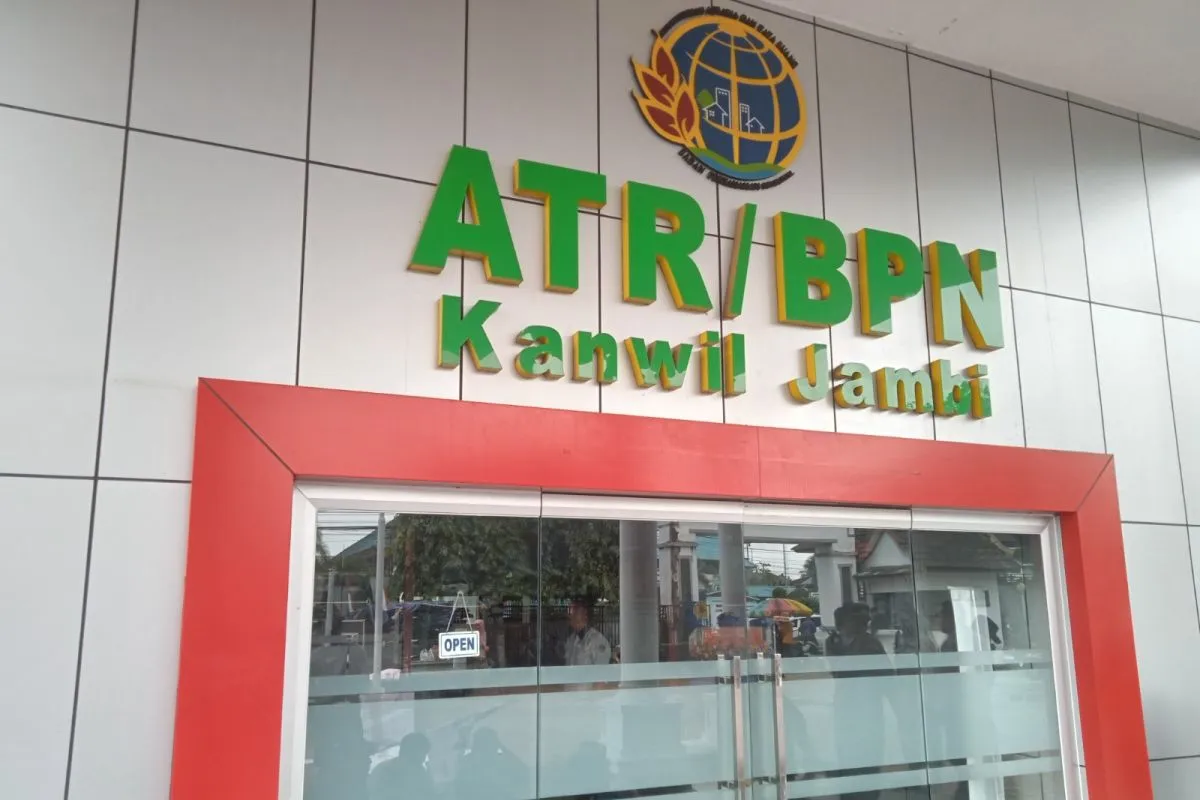 ATR/BPN
Kanwil Jambi
OPEN